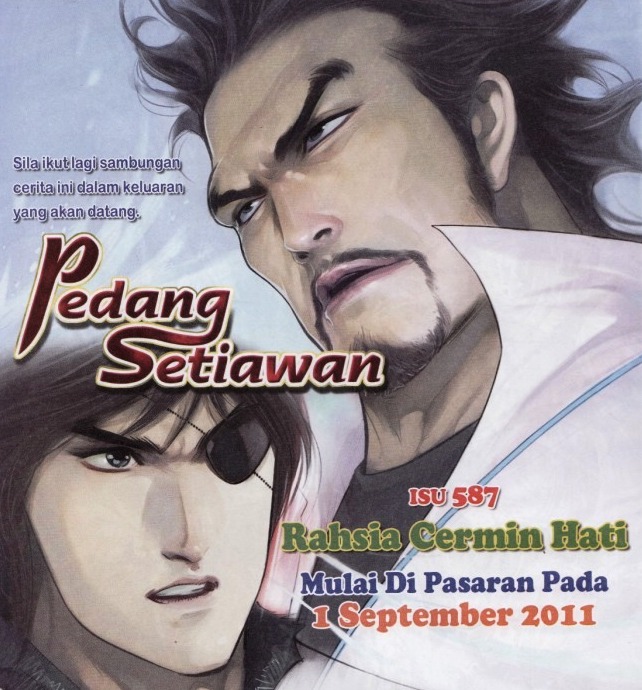 Sila ikut lagi sambungan
cerita ini dalam keluaran
yang akan datang.
Pedang
Setiawan
ISU 587
Rahsia Cermin Hati
Mulai Di Pasaran Pada
1 September 2011